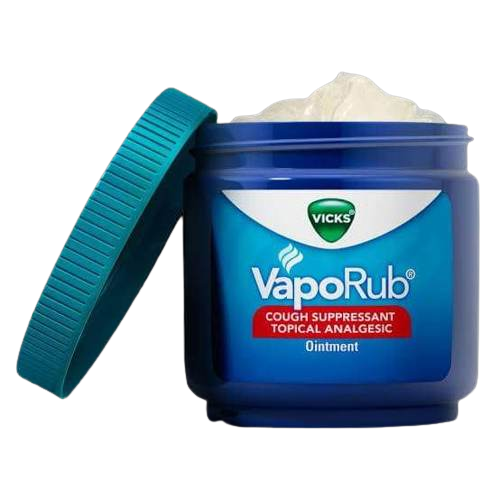 VICKS®
VapoRub®
COUGH SUPPRESSANT
TOPICAL ANALGESIC
Ointment